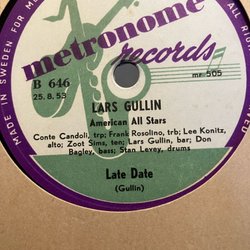 MADE IN SWEDEN FOR
ALL RI
metronome
records
B 646
25.8.53
mr 505
LARS GULLIN
American All Stars
Conte Candoli, trp; Frank Rosolino, trb; Lee Konitz,
alto; Zoot Sims, ten; Lars Gullin, bar; Don
Bagley, bass; Stan Levey, drums
Late Date
(Gullin)